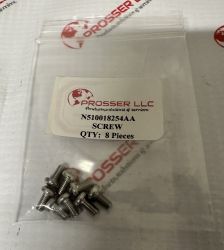 PROSSER LLC
N510018254AA
SCREW
QTY: 8 Pieces